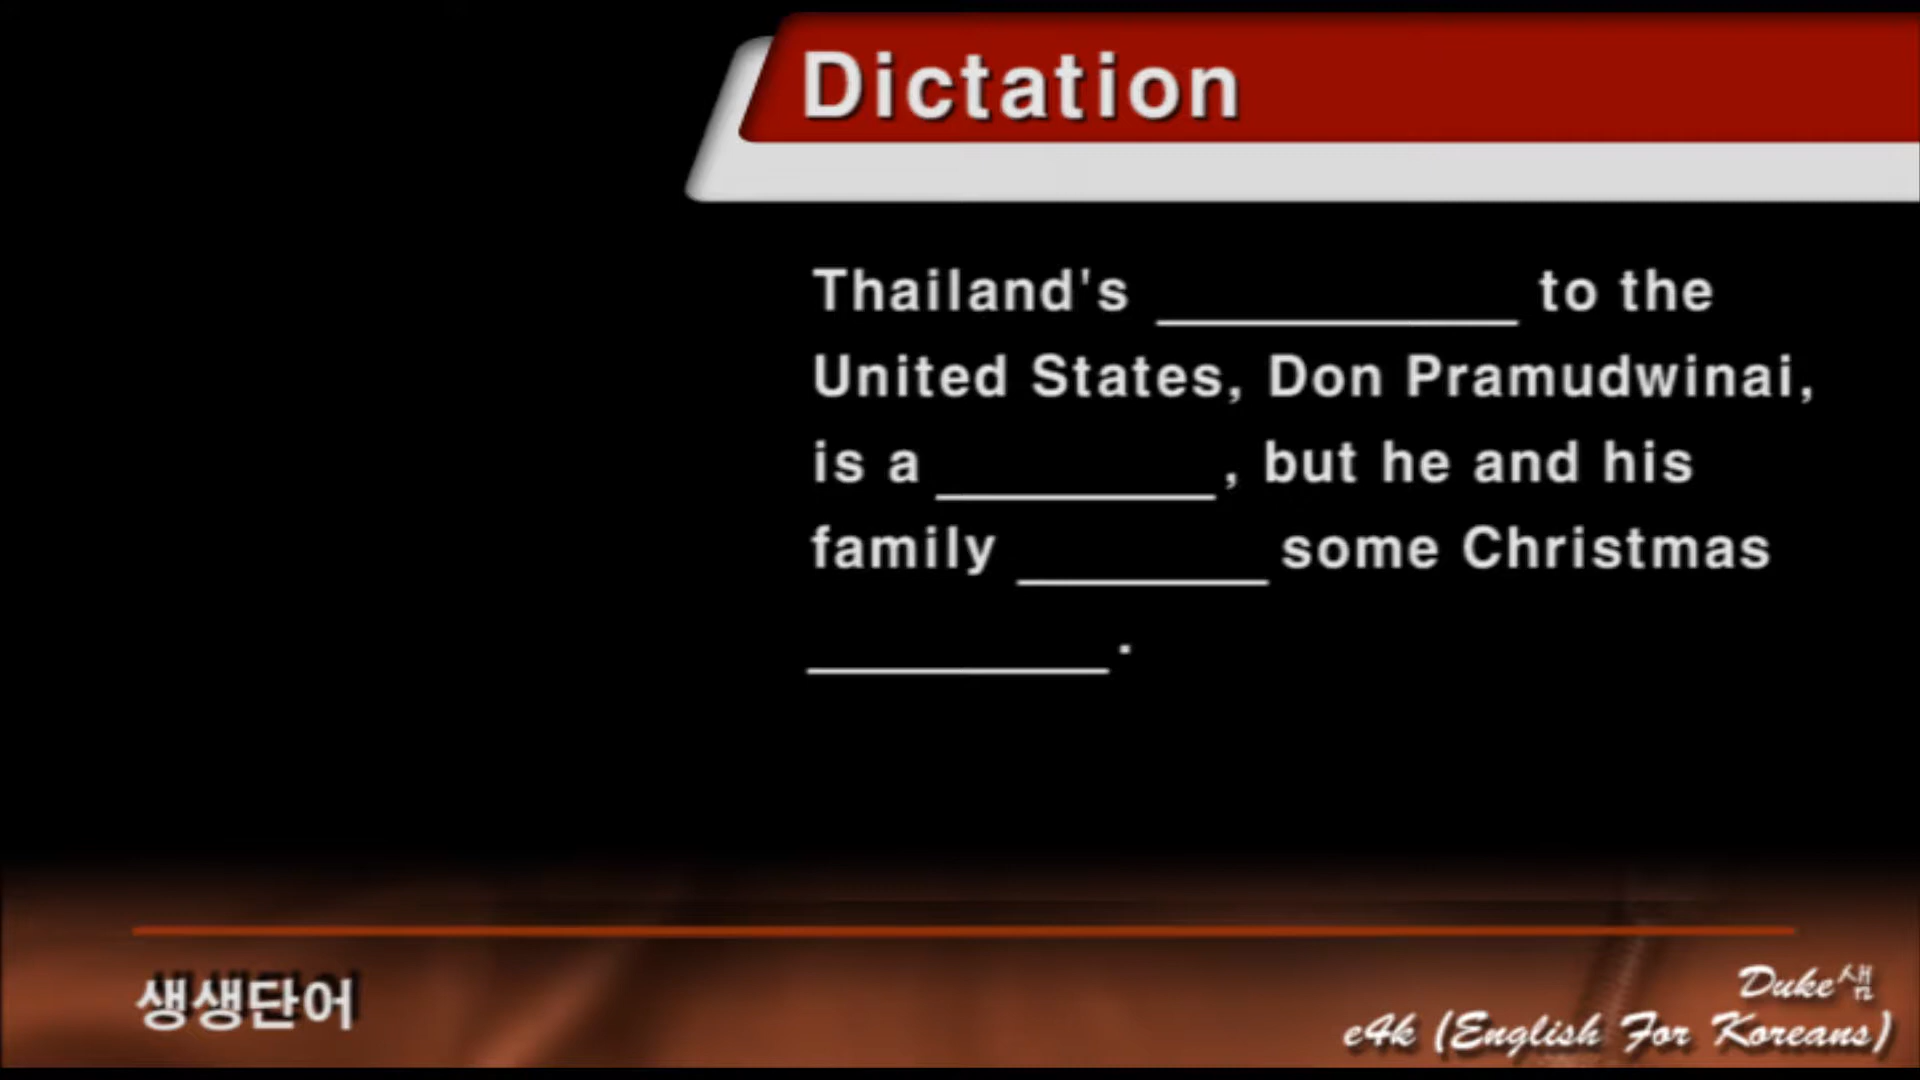 Dictation
Thailand's ____________ to the
United States, Don Pramudwinai,
is a __________, but he and his
family _________ some Christmas
__________.
생생단어
Duke샘
e4k (English For Koreans)